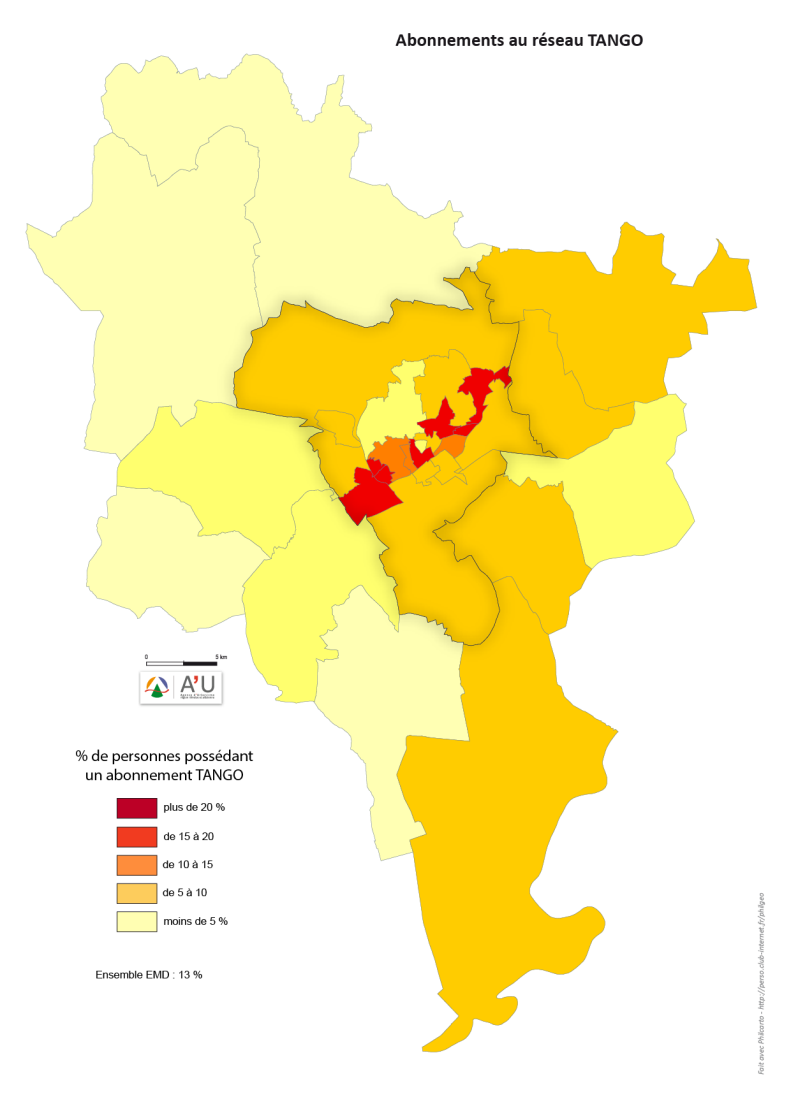 Abonnements au réseau TANGO
0 5 km
A'U
% de personnes possédant
un abonnement TANGO
plus de 20 %
de 15 à 20
de 10 à 15
de 5 à 10
moins de 5 %
Ensemble EMD : 13 %
Fait avec Philcarto - http://perso.club-internet.fr/philgeo